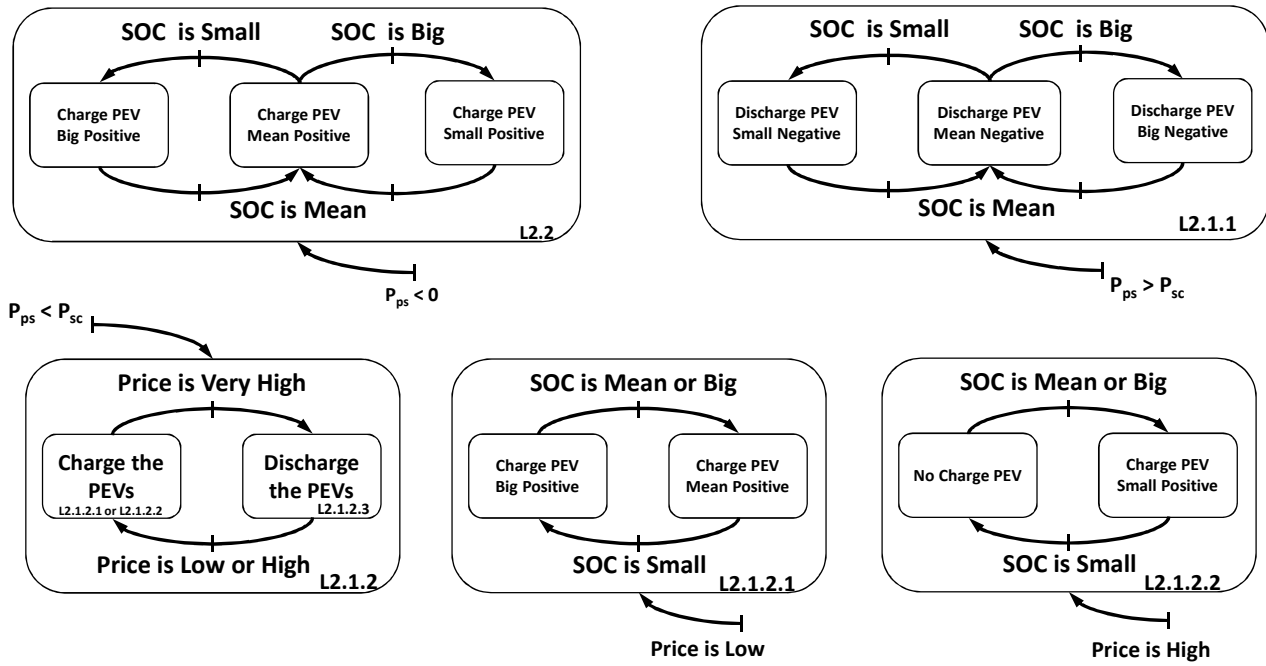 SOC is Small
SOC is Big
Charge PEV
Big Positive
Charge PEV
Mean Positive
Charge PEV
Small Positive
SOC is Mean
L2.2
P_ps < 0
SOC is Small
SOC is Big
Discharge PEV
Small Negative
Discharge PEV
Mean Negative
Discharge PEV
Big Negative
SOC is Mean
L2.1.1
P_ps > P_sc
P_ps < P_sc
Price is Very High
Charge the
PEVs
L2.1.2.1 or L2.1.2.2
Discharge
the PEVs
L2.1.2.3
Price is Low or High
L2.1.2
SOC is Mean or Big
Charge PEV
Big Positive
Charge PEV
Mean Positive
SOC is Small
L2.1.2.1
Price is Low
SOC is Mean or Big
No Charge PEV
Charge PEV
Small Positive
SOC is Small
L2.1.2.2
Price is High